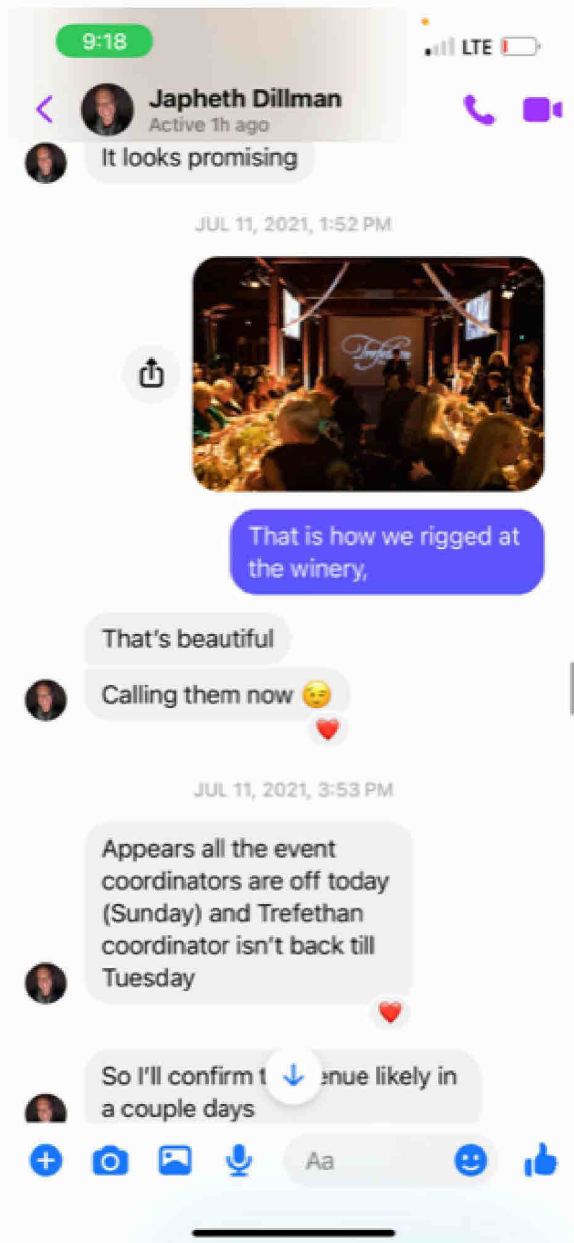 9:18
LTE
Japheth Dillman
Active 1h ago
It looks promising
JUL 11, 2021, 1:52 PM
Trefethen
That is how we rigged at
the winery,
That's beautiful
Calling them now 😉
JUL 11, 2021, 3:53 PM
Appears all the event
coordinators are off today
(Sunday) and Trefethan
coordinator isn't back till
Tuesday
So I'll confirm t enue likely in
a couple days
Aa